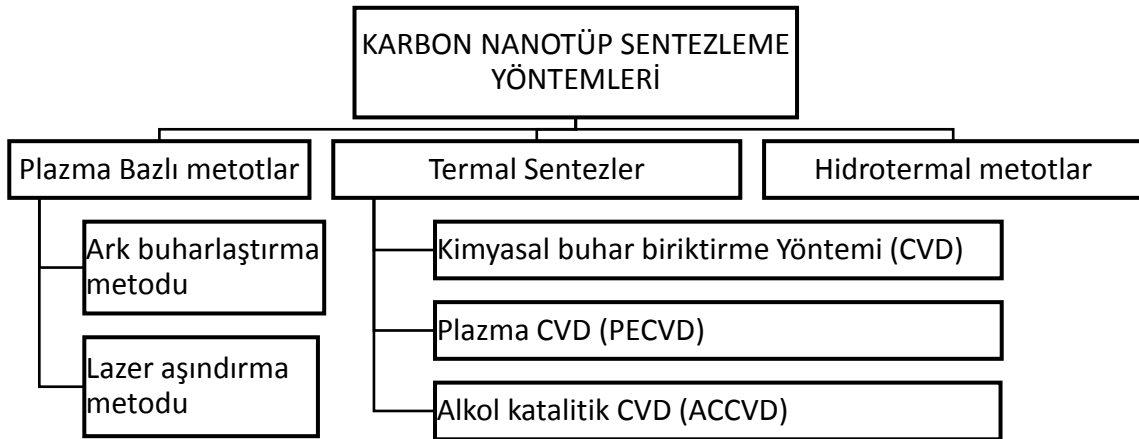 KARBON NANOTÜP SENTEZLEME
YÖNTEMLERİ
Plazma Bazlı metotlar
Ark buharlaştırma
metodu
Lazer aşındırma
metodu
Termal Sentezler
Kimyasal buhar biriktirme Yöntemi (CVD)
Plazma CVD (PECVD)
Alkol katalitik CVD (ACCVD)
Hidrotermal metotlar